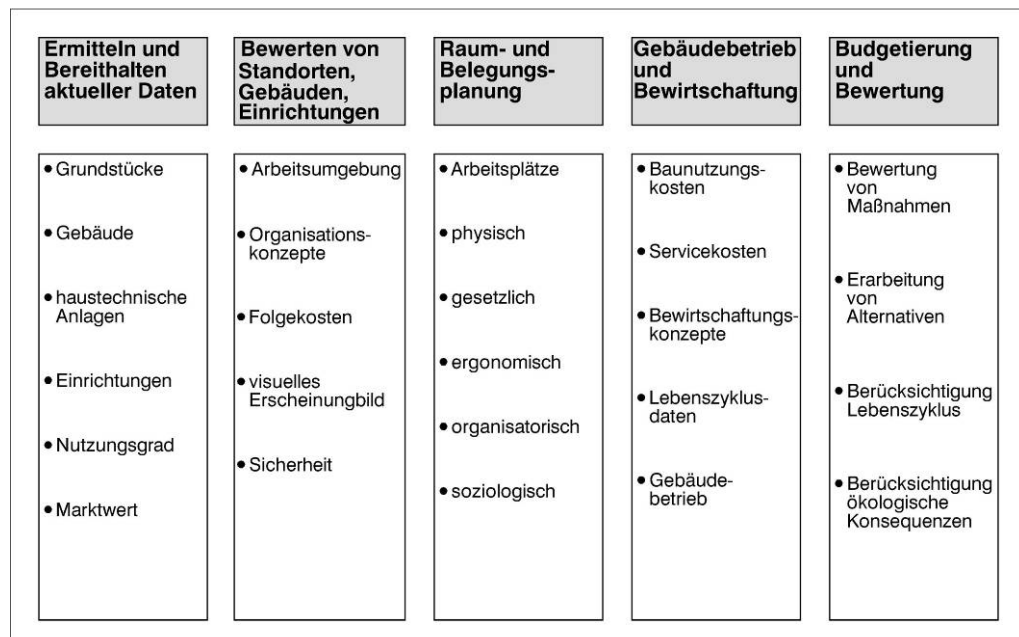 Ermitteln und
Bereithalten
aktueller Daten
• Grundstücke
• Gebäude
• haustechnische
Anlagen
• Einrichtungen
• Nutzungsgrad
• Marktwert
Bewerten von
Standorten,
Gebäuden,
Einrichtungen
• Arbeitsumgebung
• Organisations-
konzepte
• Folgekosten
• visuelles
Erscheinungbild
• Sicherheit
Raum- und
Belegungs-
planung
• Arbeitsplätze
• physisch
• gesetzlich
• ergonomisch
• organisatorisch
• soziologisch
Gebäudebetrieb
und
Bewirtschaftung
• Baunutzungs-
kosten
• Servicekosten
• Bewirtschaftungs-
konzepte
• Lebenszyklus-
daten
• Gebäude-
betrieb
Budgetierung
und
Bewertung
• Bewertung
von
Maßnahmen
• Erarbeitung
von
Alternativen
• Berücksichtigung
Lebenszyklus
• Berücksichtigung
ökologische
Konsequenzen